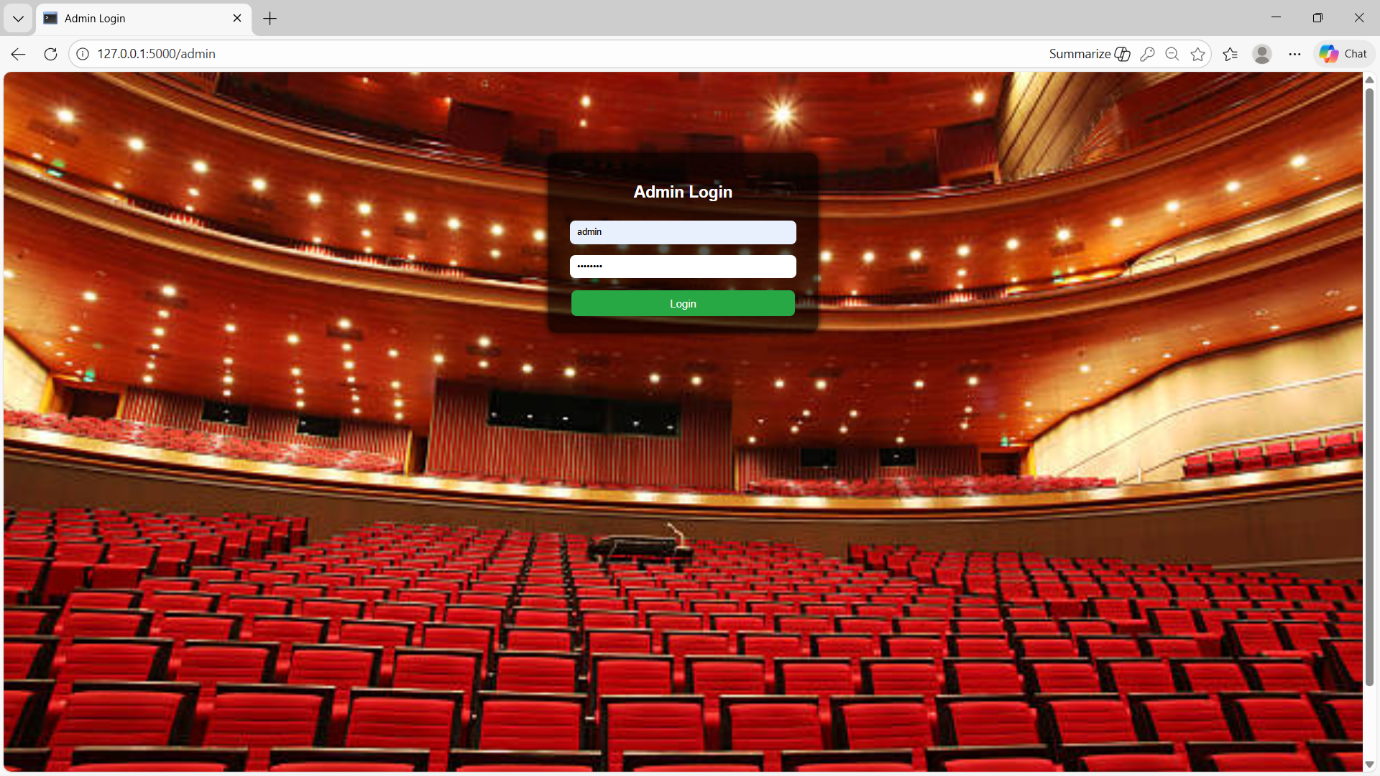 Admin Login
127.0.0.1:5000/admin
Summarize
Chat
Admin Login
admin
••••••••
Login